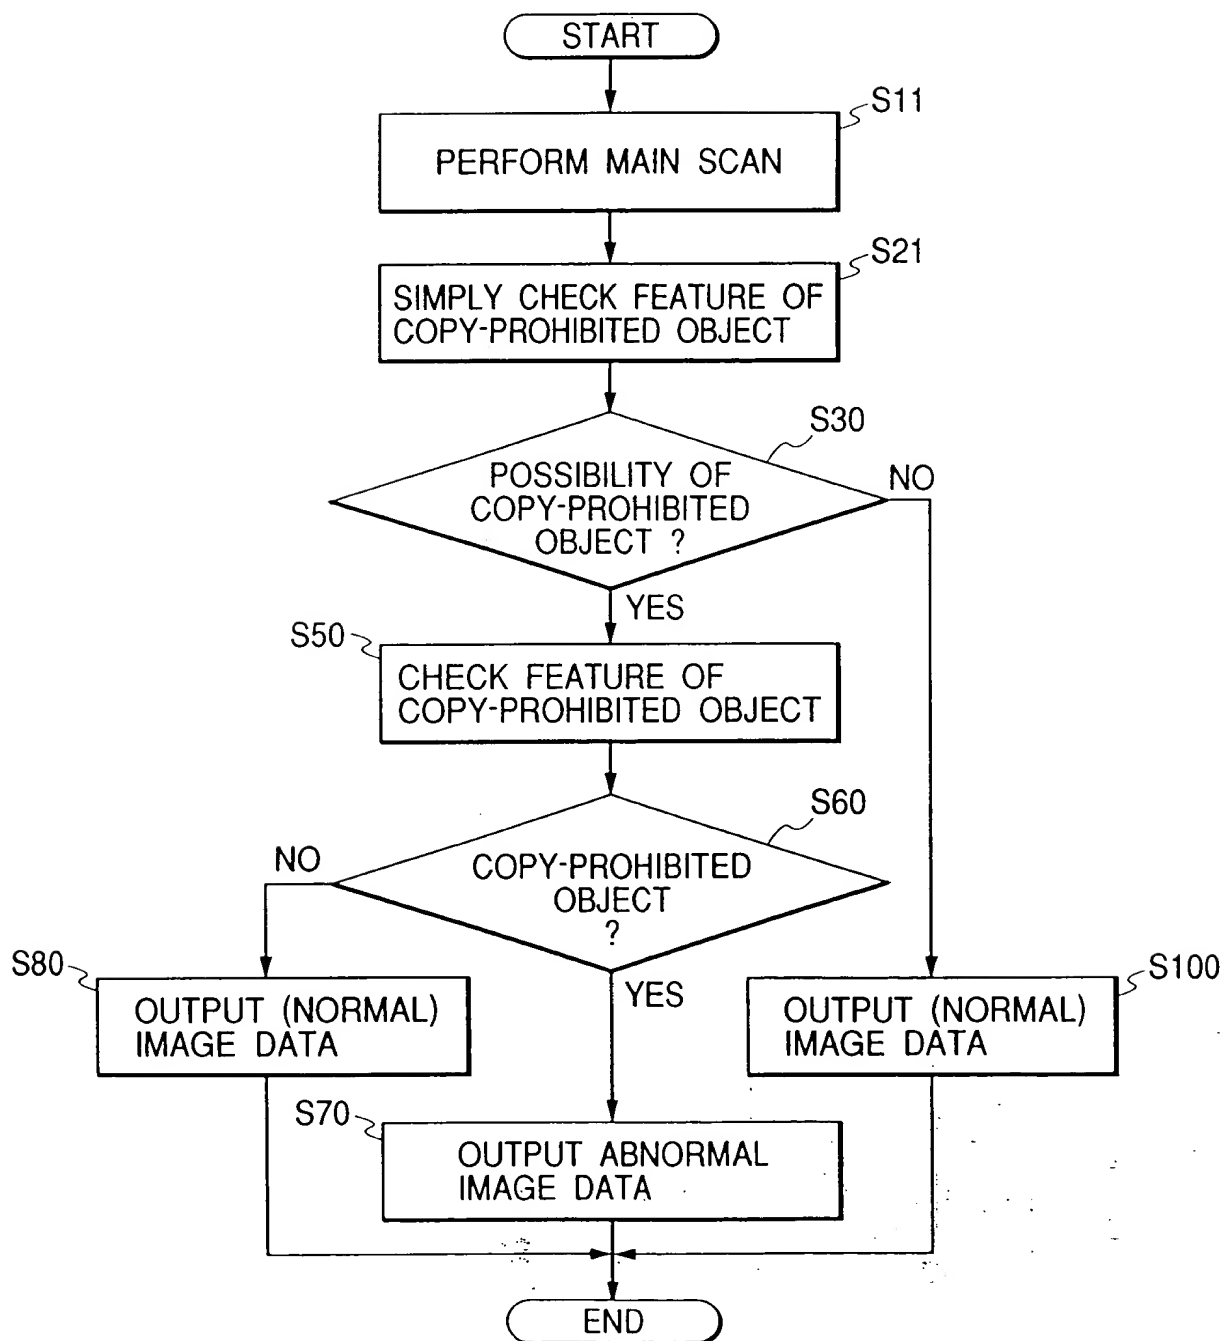 START
S11
PERFORM MAIN SCAN
S21
SIMPLY CHECK FEATURE OF
COPY-PROHIBITED OBJECT
S30
POSSIBILITY OF
COPY-PROHIBITED
OBJECT ?
NO
YES
S50
CHECK FEATURE OF
COPY-PROHIBITED OBJECT
S60
COPY-PROHIBITED
OBJECT
?
NO
YES
S80
OUTPUT (NORMAL)
IMAGE DATA
S100
OUTPUT (NORMAL)
IMAGE DATA
S70
OUTPUT ABNORMAL
IMAGE DATA
END